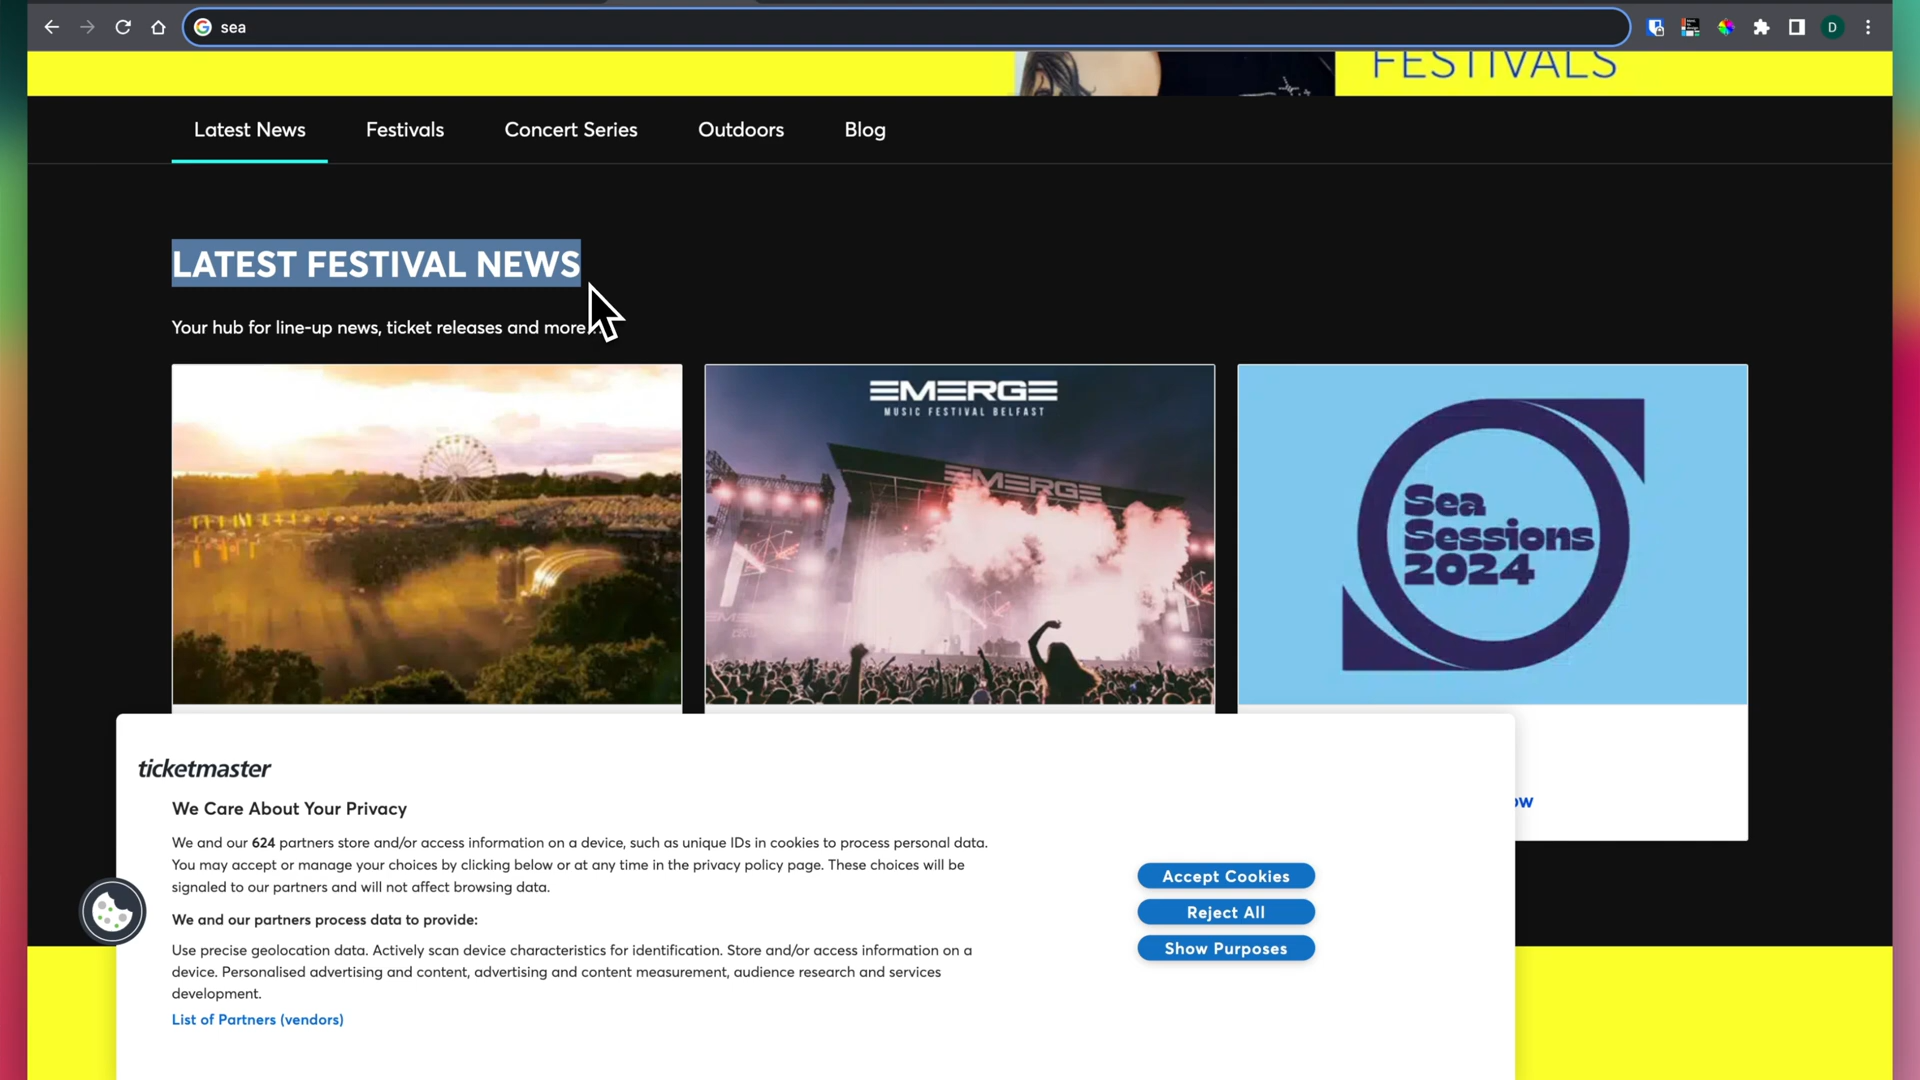 sea
D
FESTIVALS
Latest News
Festivals
Concert Series
Outdoors
Blog
LATEST FESTIVAL NEWS
Your hub for line-up news, ticket releases and more
EMERGE
MUSIC FESTIVAL BELFAST
EMERGE
Sea
Sessions
2024
ow
ticketmaster
We Care About Your Privacy
We and our 624 partners store and/or access information on a device, such as unique IDs in cookies to process personal data.
You may accept or manage your choices by clicking below or at any time in the privacy policy page. These choices will be
signaled to our partners and will not affect browsing data.
We and our partners process data to provide:
Use precise geolocation data. Actively scan device characteristics for identification. Store and/or access information on a
device. Personalised advertising and content, advertising and content measurement, audience research and services
development.
List of Partners (vendors)
Accept Cookies
Reject All
Show Purposes